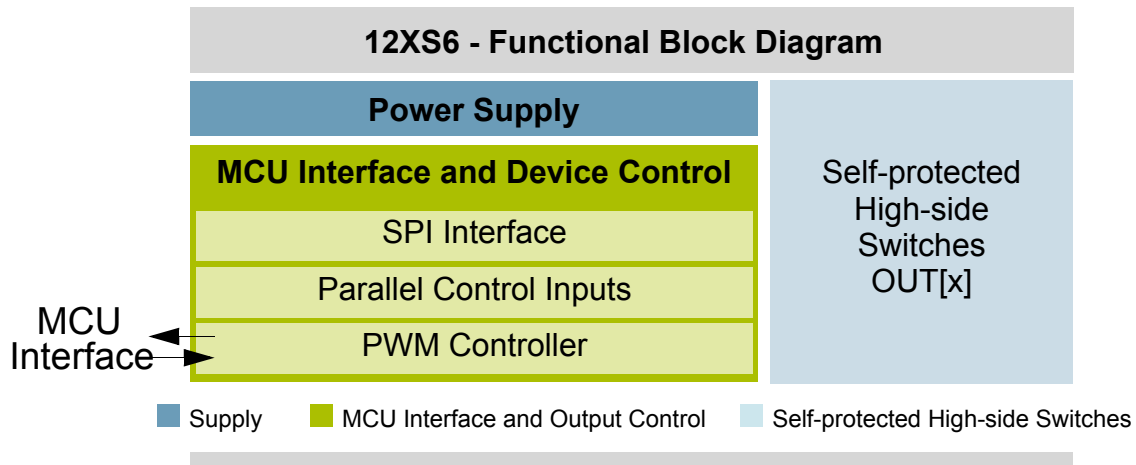 12XS6 - Functional Block Diagram
Power Supply
MCU Interface and Device Control
SPI Interface
Parallel Control Inputs
PWM Controller
Self-protected
High-side
Switches
OUT[x]
MCU
Interface
Supply
MCU Interface and Output Control
Self-protected High-side Switches